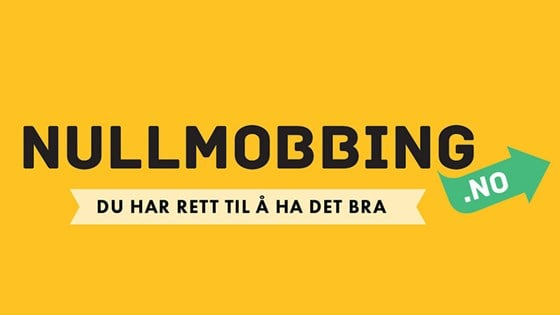 NULLMOBBING
.NO
DU HAR RETT TIL Å HA DET BRA